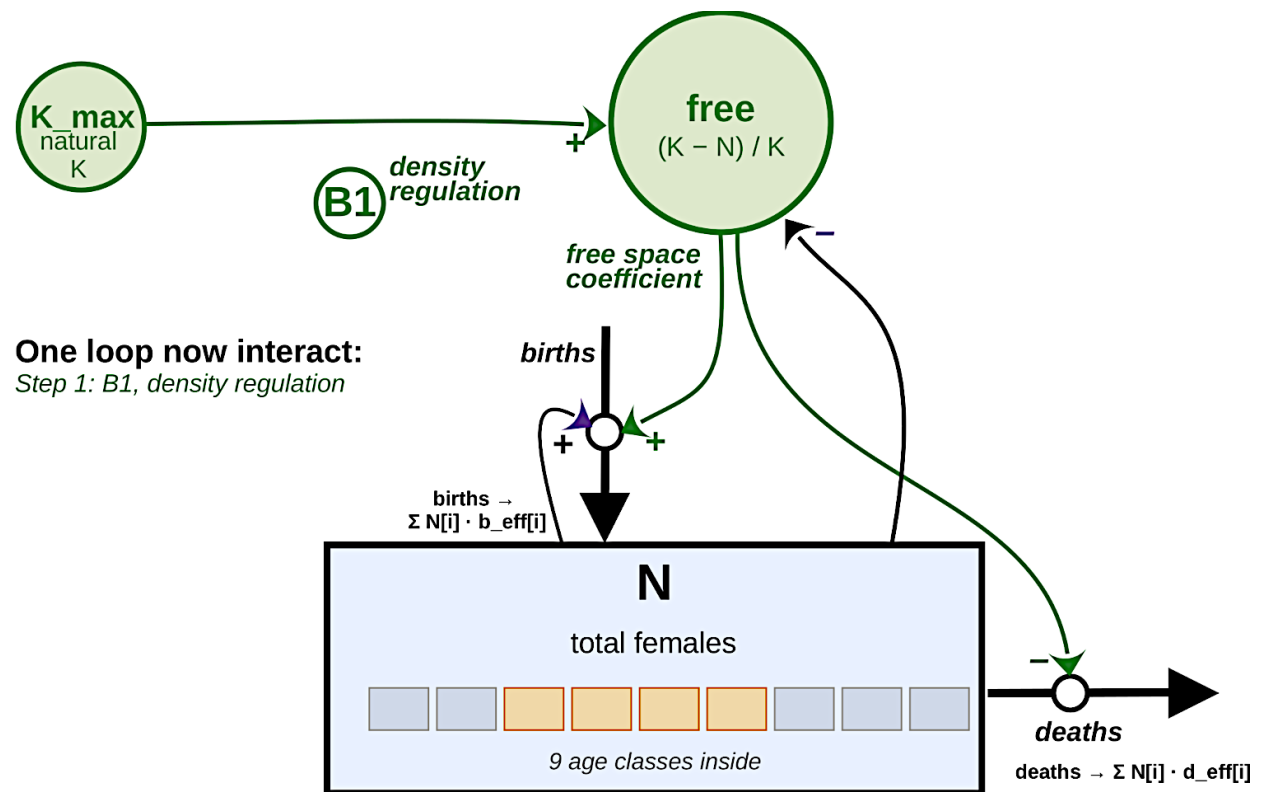 K_max
natural
K
+
free
(K − N) / K
B1
density
regulation
−
free space
coefficient
One loop now interact:
Step 1: B1, density regulation
births
+
+
births →
Σ N[i] · b_eff[i]
N
total females
9 age classes inside
−
deaths
deaths → Σ N[i] · d_eff[i]